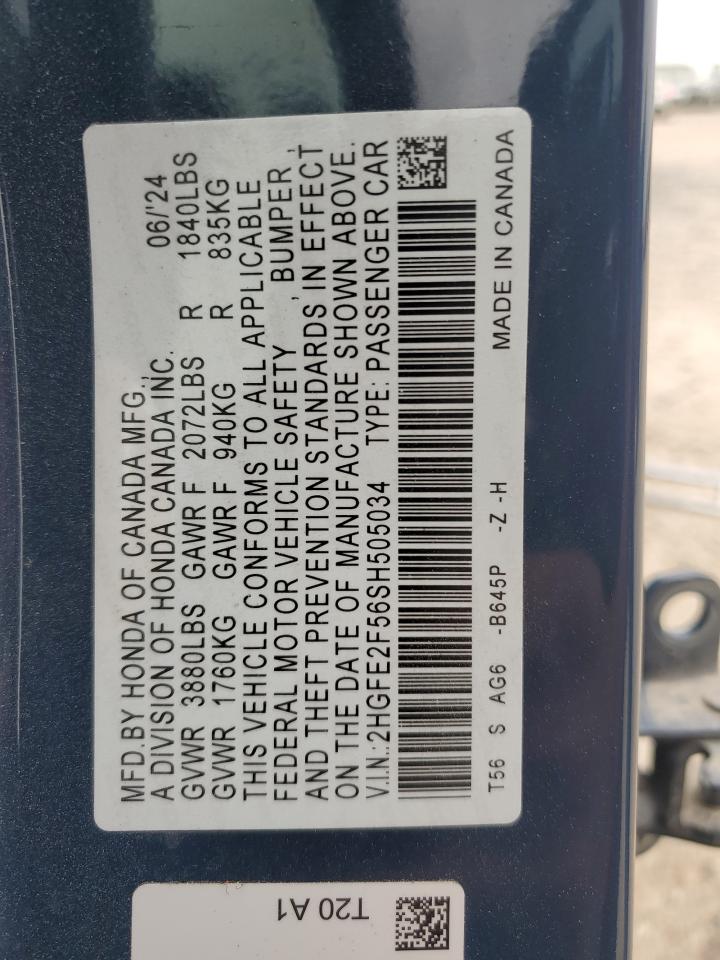 MFD.BY HONDA OF CANADA MFG., 06/'24
A DIVISION OF HONDA CANADA INC.
GVWR 3880LBS GAWR F 2072LBS R 1840LBS
GVWR 1760KG GAWR F 940KG R 835KG
THIS VEHICLE CONFORMS TO ALL APPLICABLE
FEDERAL MOTOR VEHICLE SAFETY , BUMPER ,
AND THEFT PREVENTION STANDARDS IN EFFECT
ON THE DATE OF MANUFACTURE SHOWN ABOVE.
V.I.N.: 2HGFE2F56SH505034 TYPE: PASSENGER CAR
T56 S AG6 -B645P -Z -H MADE IN CANADA
T20 A1